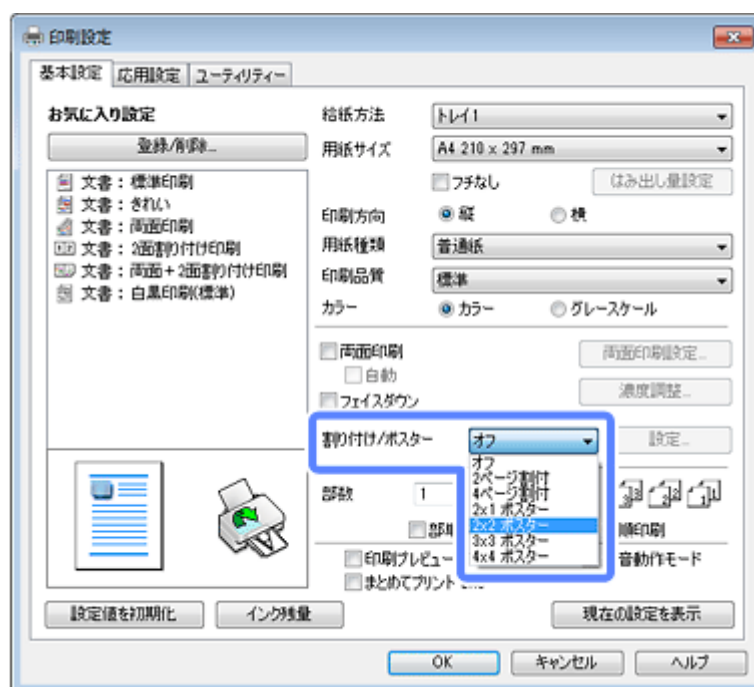 印刷設定
基本設定 応用設定 ユーティリティー
お気に入り設定
登録/削除...
文書：標準印刷
文書：きれい
文書：両面印刷
文書：2面割り付け印刷
文書：両面+2面割り付け印刷
文書：白黒印刷(標準)
給紙方法 トレイ1
用紙サイズ A4 210 x 297 mm
フチなし はみ出し量設定
印刷方向 縦 横
用紙種類 普通紙
印刷品質 標準
カラー カラー グレースケール
両面印刷 両面印刷設定...
自動
フェイスダウン 濃度調整...
割り付け/ポスター オフ 設定...
オフ
2ページ割付
4ページ割付
2x1 ポスター
2x2 ポスター
3x3 ポスター
4x4 ポスター
部数 1
部単 順印刷
印刷プレビュー 音動作モード
まとめてプリント
設定値を初期化 インク残量 現在の設定を表示
OK キャンセル ヘルプ